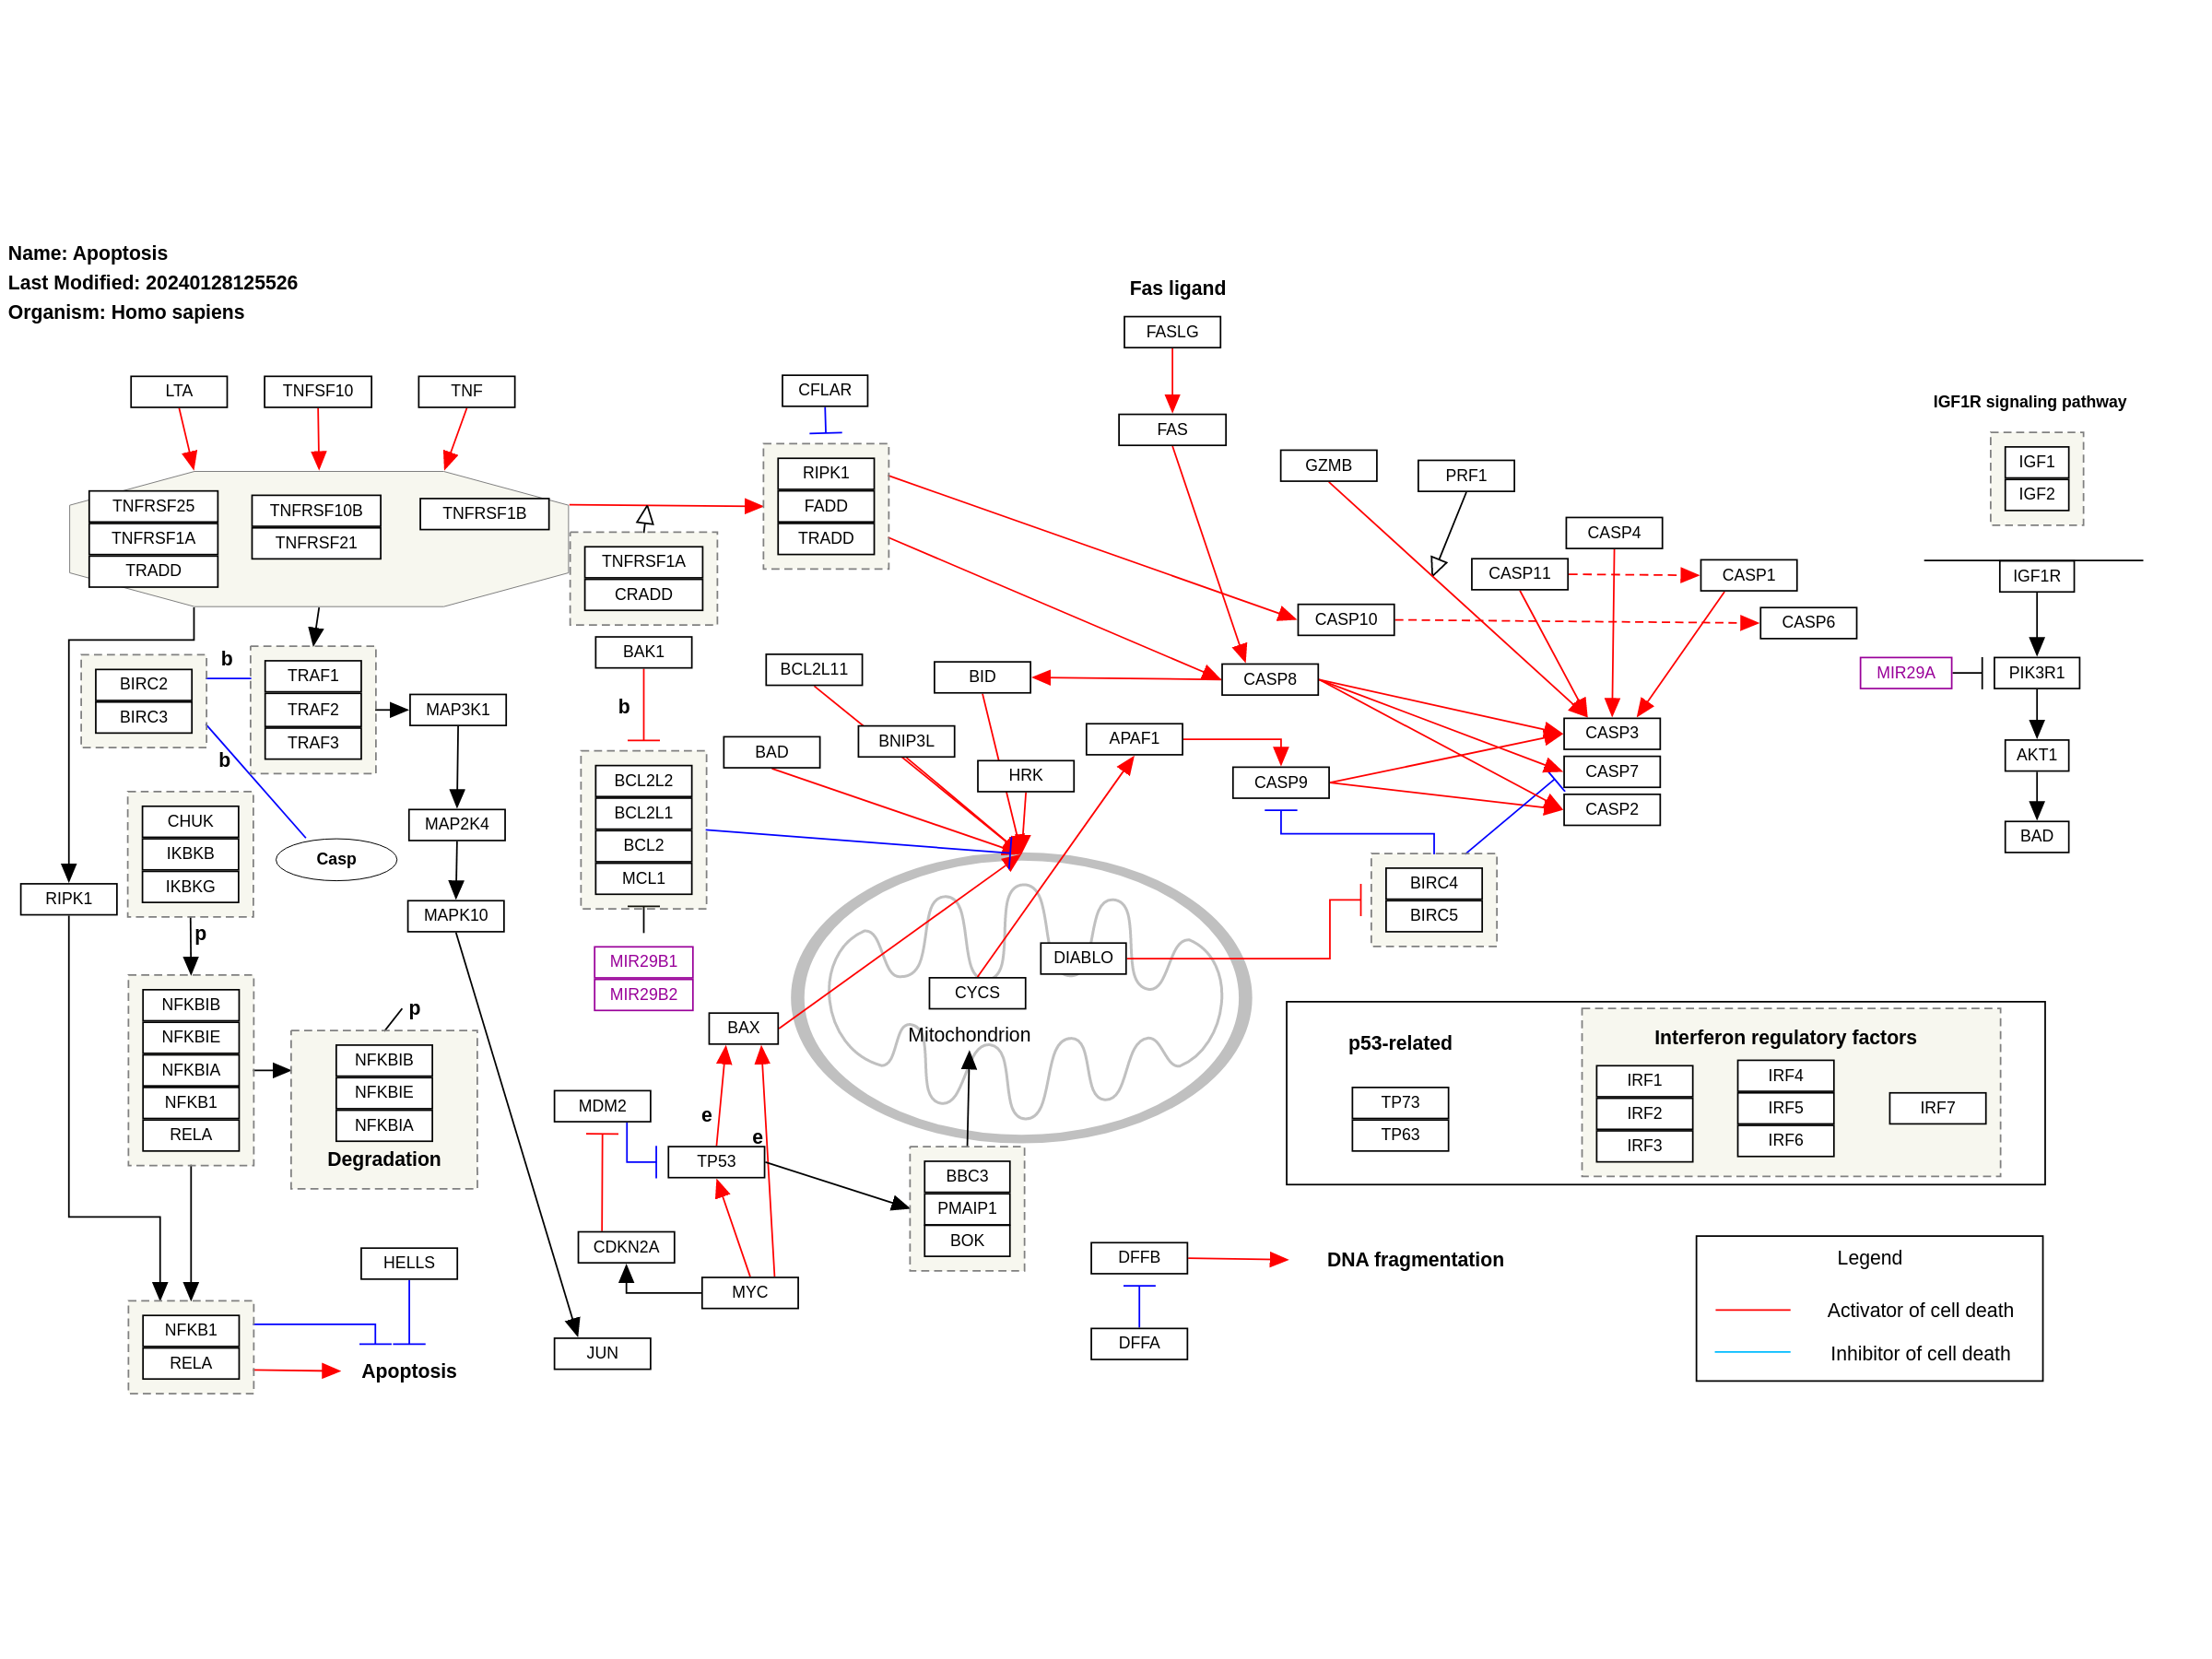 Name: Apoptosis
Last Modified: 20240128125526
Organism: Homo sapiens
Fas ligand
FASLG
LTA
TNFSF10
TNF
CFLAR
FAS
IGF1R signaling pathway
IGF1
IGF2
GZMB
PRF1
TNFRSF25
TNFRSF1A
TRADD
TNFRSF10B
TNFRSF21
TNFRSF1B
RIPK1
FADD
TRADD
TNFRSF1A
CRADD
CASP4
CASP11
CASP1
IGF1R
CASP10
CASP6
BAK1
b
BIRC2
BIRC3
b
b
TRAF1
TRAF2
TRAF3
MAP3K1
BCL2L11
BID
CASP8
MIR29A
PIK3R1
BAD
BNIP3L
HRK
APAF1
CASP9
CASP3
CASP7
CASP2
AKT1
BAD
BCL2L2
BCL2L1
BCL2
MCL1
CHUK
IKBKB
IKBKG
MAP2K4
Casp
RIPK1
MAPK10
BIRC4
BIRC5
p
MIR29B1
MIR29B2
DIABLO
CYCS
Mitochondrion
BAX
NFKBIB
NFKBIE
NFKBIA
NFKB1
RELA
p
NFKBIB
NFKBIE
NFKBIA
Degradation
p53-related
TP73
TP63
Interferon regulatory factors
IRF1
IRF2
IRF3
IRF4
IRF5
IRF6
IRF7
MDM2
e
e
TP53
BBC3
PMAIP1
BOK
CDKN2A
MYC
HELLS
DFFB
DNA fragmentation
DFFA
NFKB1
RELA
Apoptosis
JUN
Legend
Activator of cell death
Inhibitor of cell death